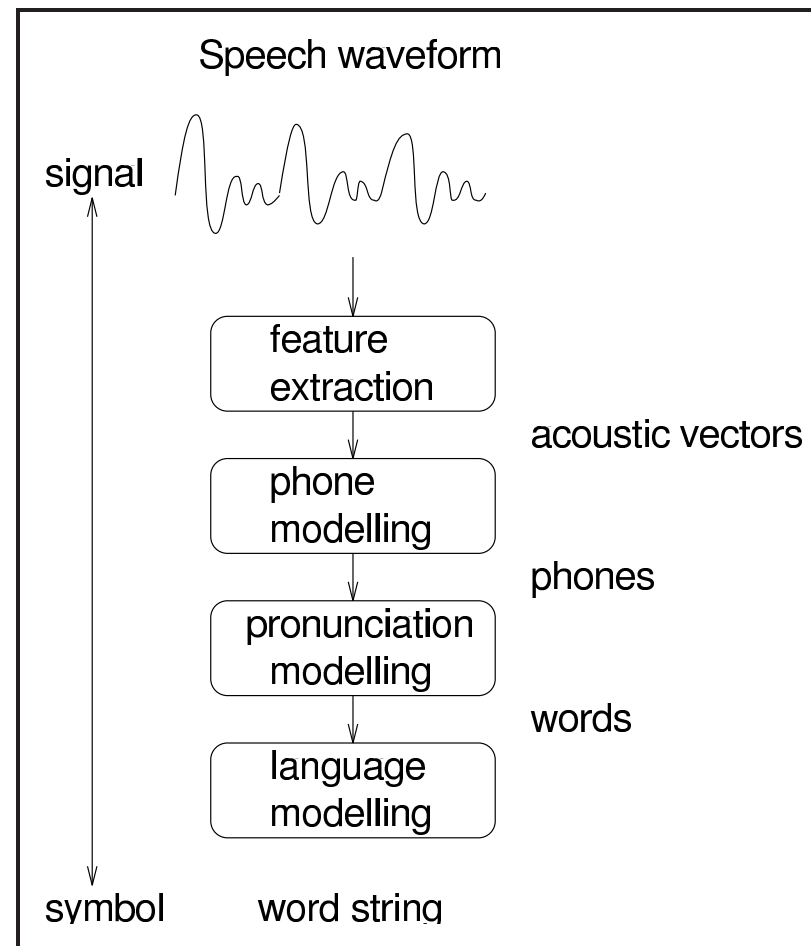 Speech waveform
signal
feature
extraction
acoustic vectors
phone
modelling
phones
pronunciation
modelling
words
language
modelling
symbol
word string